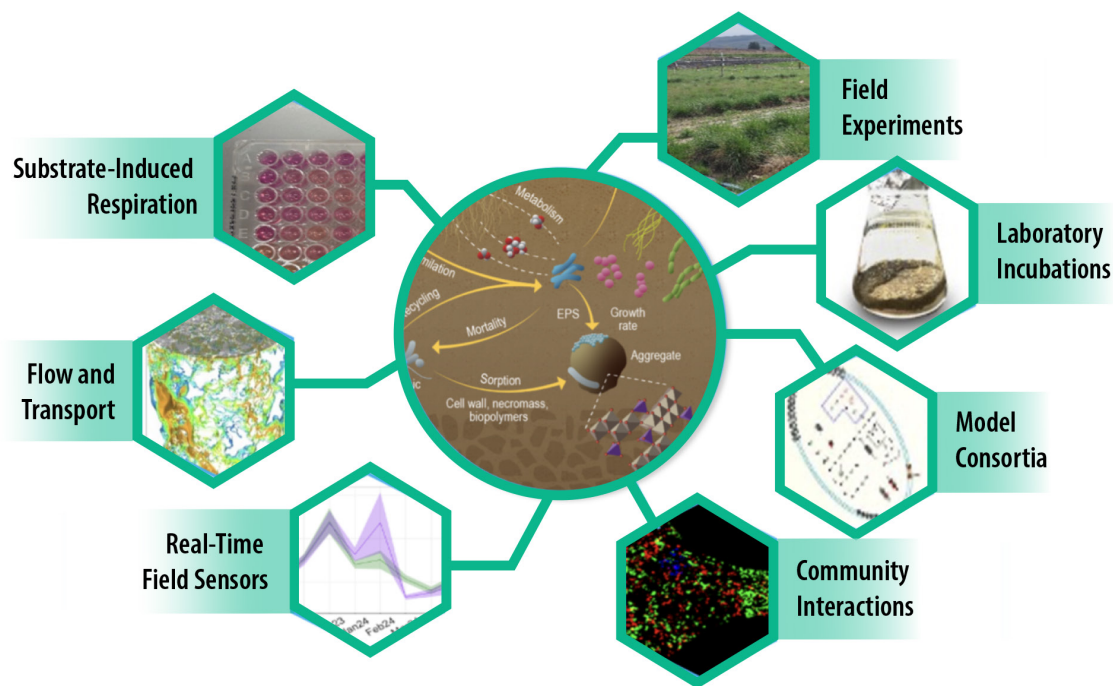 Field
Experiments
Substrate-Induced
Respiration
Laboratory
Incubations
Flow and
Transport
Model
Consortia
Real-Time
Field Sensors
Community
Interactions
Metabolism
Mortality
EPS
Growth
rate
Aggregate
Sorption
Cell wall, necromass,
biopolymers
Feb24